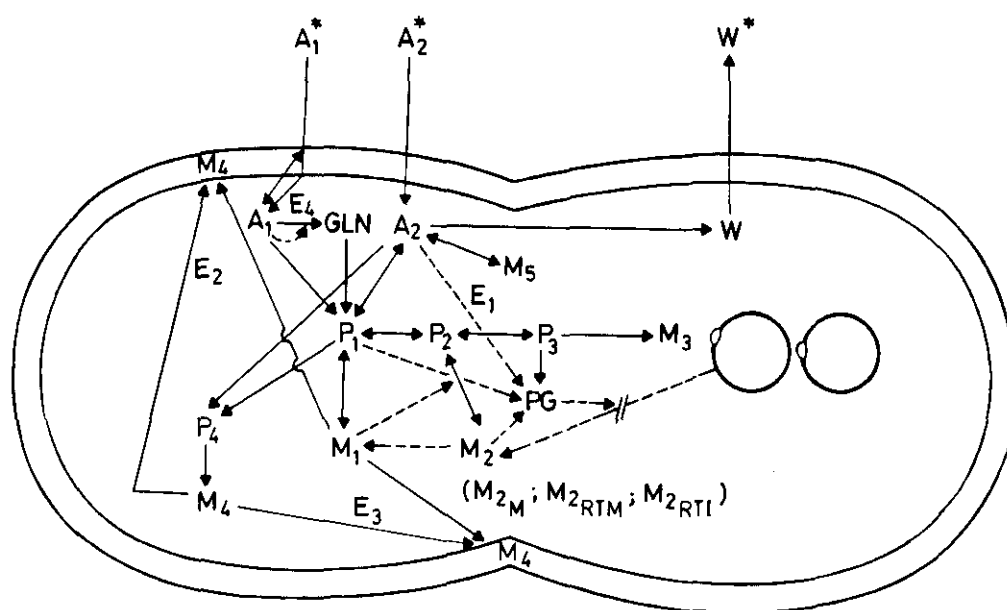 A₁* A₂* W*
M₄
A₁ E₄ GLN A₂ W
M₅
E₂
E₁
P₁ P₂ P₃ M₃
PG
P₄
M₁ M₂
M₄ (M₂M; M₂RTM; M₂RTI)
E₃
M₄